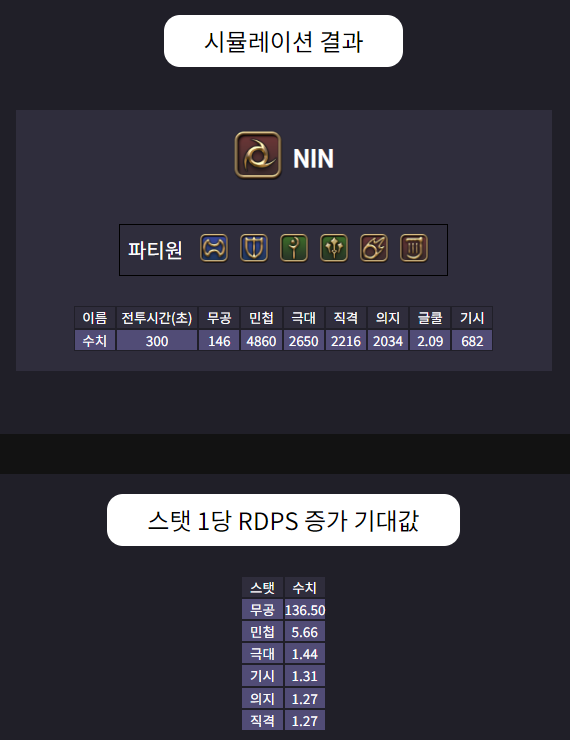 시뮬레이션 결과
NIN
파티원
이름 전투시간(초) 무공 민첩 극대 직격 의지 글쿨 기시
수치 300 146 4860 2650 2216 2034 2.09 682
스탯 1당 RDPS 증가 기대값
스탯 수치
무공 136.50
민첩 5.66
극대 1.44
기시 1.31
의지 1.27
직격 1.27